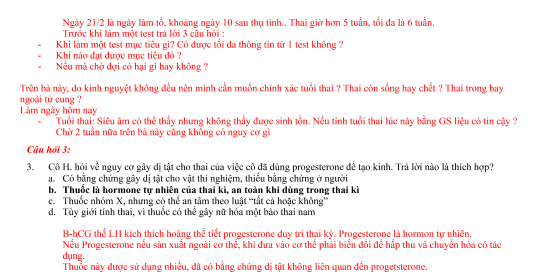 Ngày 21/2 là ngày làm tổ, khoảng ngày 10 sau thụ tinh.. Thai giờ hơn 5 tuần, tối đa là 6 tuần.
Trước khi làm một test trả lời 3 câu hỏi :
- Khi làm một test mục tiêu gì? Có được tối đa thông tin từ 1 test không ?
- Khi nào đạt được mục tiêu đó ?
- Nếu mà chờ đợi có hại gì hay không ?
Trên bà này, do kinh nguyệt không đều nên mình cần muốn chính xác tuổi thai ? Thai còn sống hay chết ? Thai trong hay
ngoài tử cung ?
Làm ngày hôm nay
- Tuổi thai: Siêu âm có thể thấy nhưng không thấy được sinh tồn. Nếu tính tuổi thai lúc này bằng GS liệu có tin cậy ?
Chờ 2 tuần nữa trên bà này cũng không có nguy cơ gì
Câu hỏi 3:
3. Cô H. hỏi về nguy cơ gây dị tật cho thai của việc cô đã dùng progesterone để tạo kinh. Trả lời nào là thích hợp?
a. Có bằng chứng gây dị tật cho vật thí nghiệm, thiếu bằng chứng ở người
b. Thuốc là hormone tự nhiên của thai kì, an toàn khi dùng trong thai kì
c. Thuốc nhóm X, nhưng có thể an tâm theo luật “tất cả hoặc không”
d. Tùy giới tính thai, vì thuốc có thể gây nữ hóa một bào thai nam
B-hCG thế LH kích thích hoàng thể tiết progesterone duy trì thai kỳ. Progesterone là hormon tự nhiên.
Nếu Progesterone nếu sản xuất ngoài cơ thể, khi đưa vào cơ thể phải biến đổi để hấp thu và chuyển hóa có tác
dụng.
Thuốc này được sử dụng nhiều, đã có bằng chứng dị tật không liên quan đến progetsterone.